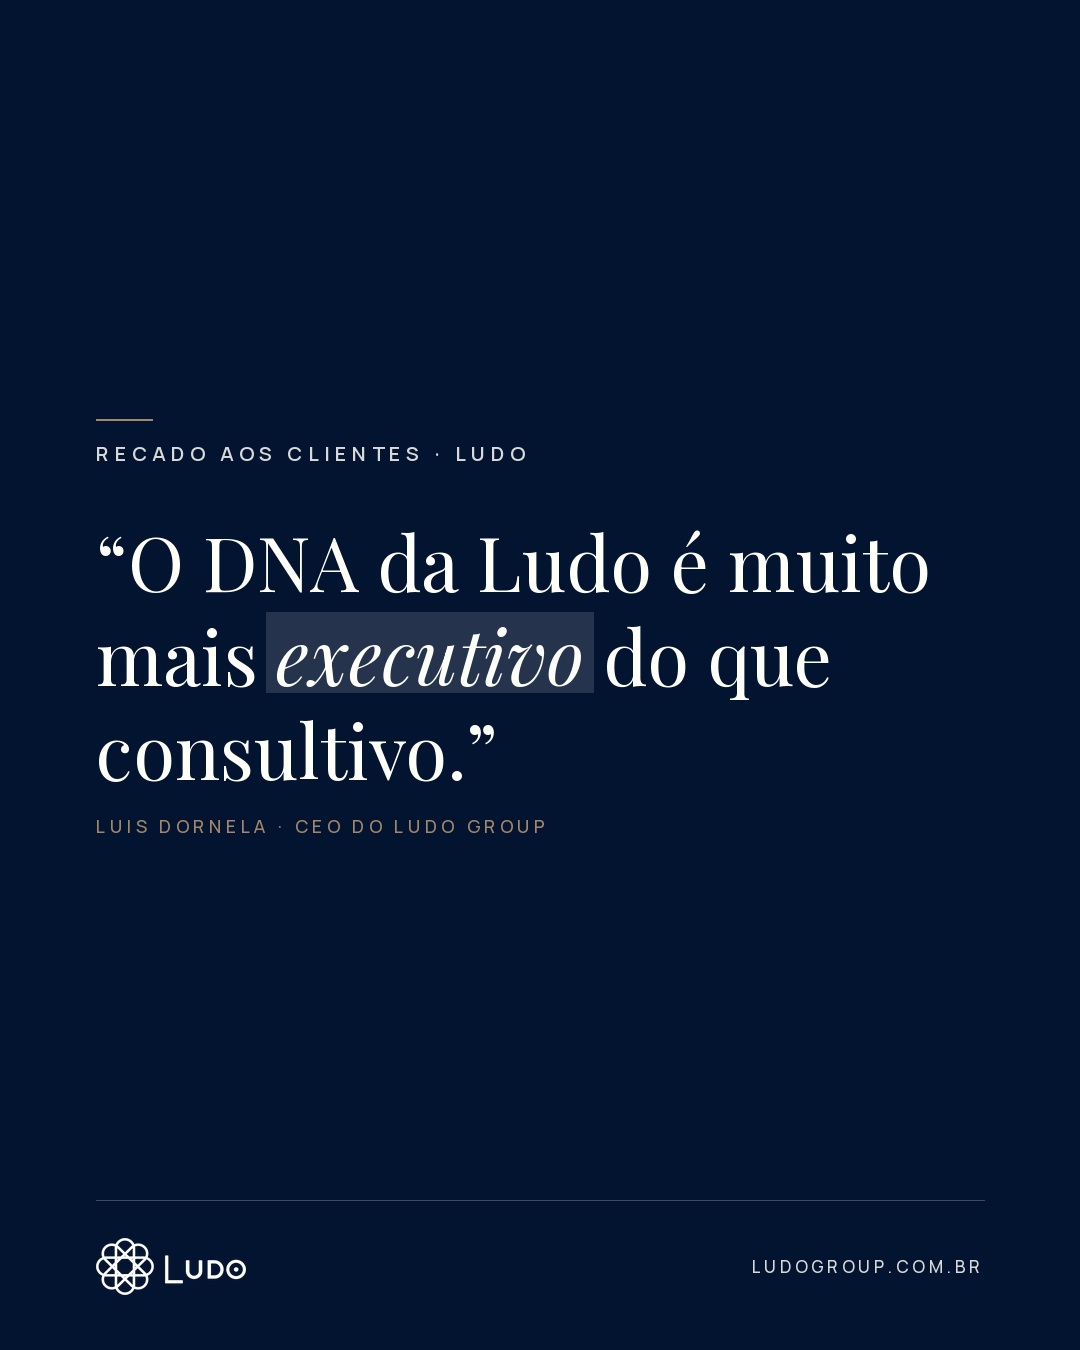 RECADO AOS CLIENTES · LUDO
“O DNA da Ludo é muito
mais executivo do que
consultivo.”
LUIS DORNELA · CEO DO LUDO GROUP
LUDO
LUDOGROUP.COM.BR